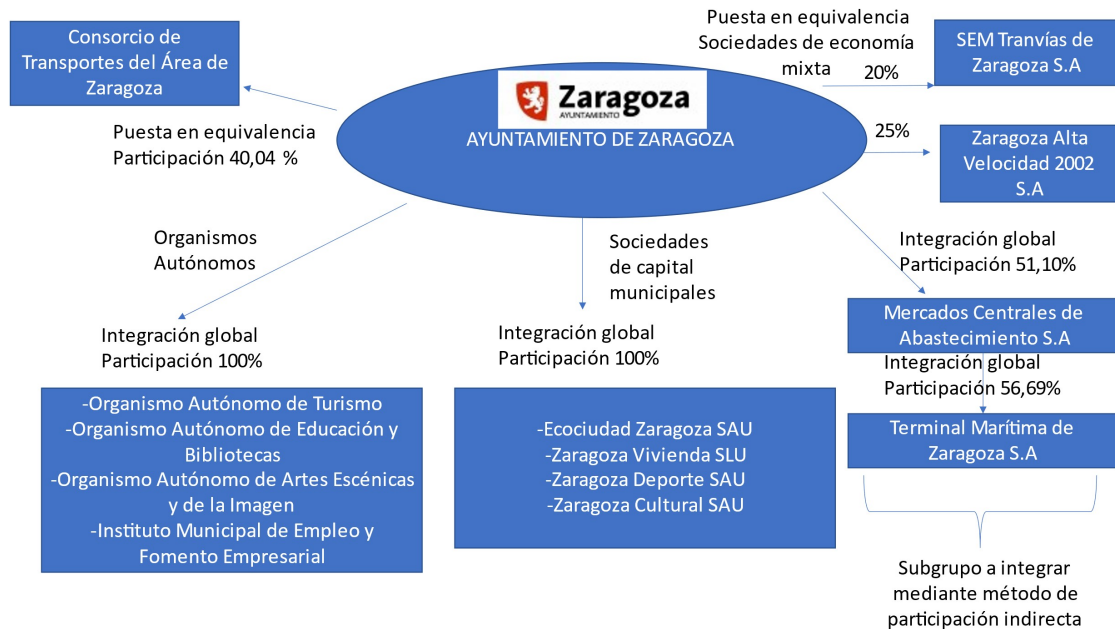 Consorcio de
Transportes del Área de
Zaragoza
Puesta en equivalencia
Sociedades de economía
mixta
20%
SEM Tranvías de
Zaragoza S.A
Zaragoza
AYUNTAMIENTO
AYUNTAMIENTO DE ZARAGOZA
Puesta en equivalencia
Participación 40,04 %
25%
Zaragoza Alta
Velocidad 2002
S.A
Organismos
Autónomos
Sociedades
de capital
municipales
Integración global
Participación 51,10%
Integración global
Participación 100%
Integración global
Participación 100%
Mercados Centrales de
Abastecimiento S.A
Integración global
Participación 56,69%
-Organismo Autónomo de Turismo
-Organismo Autónomo de Educación y
Bibliotecas
-Organismo Autónomo de Artes Escénicas
y de la Imagen
-Instituto Municipal de Empleo y
Fomento Empresarial
-Ecociudad Zaragoza SAU
-Zaragoza Vivienda SLU
-Zaragoza Deporte SAU
-Zaragoza Cultural SAU
Terminal Marítima de
Zaragoza S.A
Subgrupo a integrar
mediante método de
participación indirecta